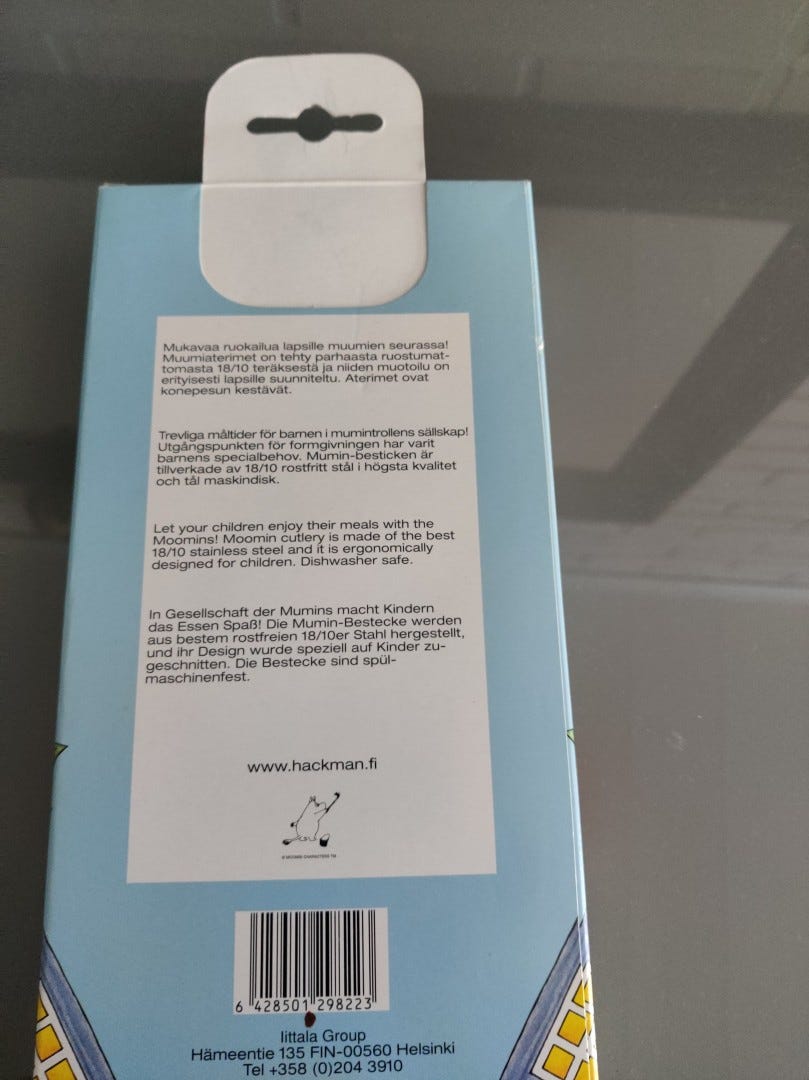 Mukavaa ruokailua lapsille muumien seurassa!
Muumiaterimet on tehty parhaasta ruostumat-
tomasta 18/10 teräksestä ja niiden muotoilu on
erityisesti lapsille suunniteltu. Aterimet ovat
konepesun kestävät.
Trevliga måltider för barnen i mumintrollens sällskap!
Utgångspunkten för formgivningen har varit
barnens specialbehov. Mumin-besticken är
tillverkade av 18/10 rostfritt stål i högsta kvalitet
och tål maskindisk.
Let your children enjoy their meals with the
Moomins! Moomin cutlery is made of the best
18/10 stainless steel and it is ergonomically
designed for children. Dishwasher safe.
In Gesellschaft der Mumins macht Kindern
das Essen Spaß! Die Mumin-Bestecke werden
aus bestem rostfreien 18/10er Stahl hergestellt,
und ihr Design wurde speziell auf Kinder zu-
geschnitten. Die Bestecke sind spül-
maschinenfest.
www.hackman.fi
© MOOMIN CHARACTERS TM
6 428501 298223
Iittala Group
Hämeentie 135 FIN-00560 Helsinki
Tel +358 (0)204 3910